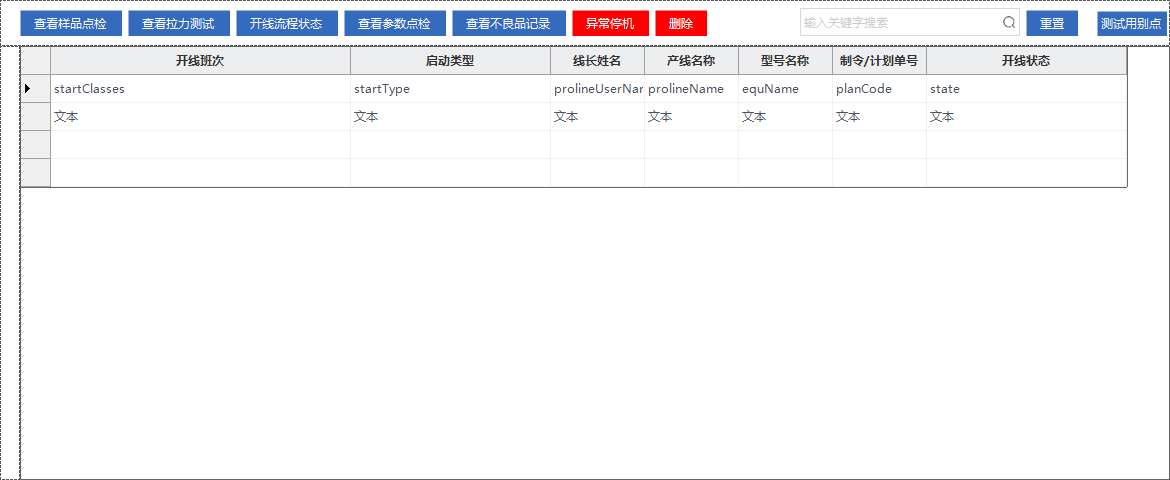 查看样品点检 查看拉力测试 开线流程状态 查看参数点检 查看不良品记录 异常停机 删除 输入关键字搜索 重置 测试用别点
开线班次 启动类型 线长姓名 产线名称 型号名称 制令/计划单号 开线状态
startClasses startType prolineUserNar prolineName equName planCode state
文本 文本 文本 文本 文本 文本 文本